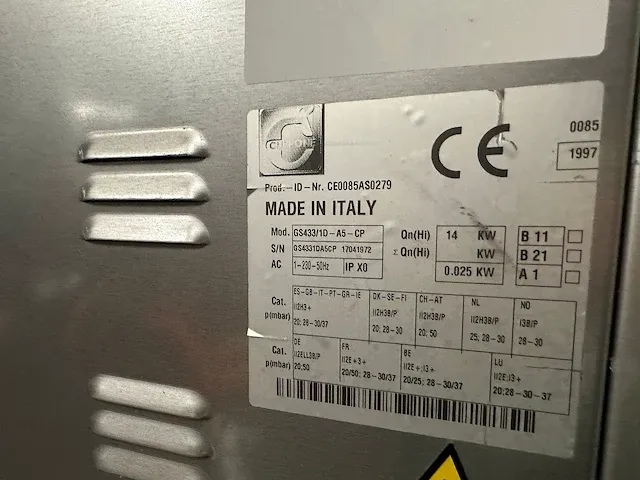 CE 0085
1997
Prod.-ID-Nr. CE0085AS0279
MADE IN ITALY
Mod. GS433/1D-A5-CP
S/N GS4331DA5CP 17041972
AC 1-230-50Hz IP X0
Qn(Hi) 14 KW
Σ Qn(Hi) KW
0.025 KW
B 11
B 21
A 1
Cat. p(mbar)
ES-GB-IT-PT-GR-IE
II2H3+
20; 28-30/37
DK-SE-FI
II2H3B/P
20; 28-30
CH-AT
II2H3B/P
20; 50
NL
II2H3B/P
25; 28-30
NO
I3B/P
28-30
Cat. p(mbar)
DE
II2ELL3B/P
20;50
FR
II2E+3+
20/50; 28-30/37
BE
II2E+;I3+
20/25; 28-30/37
LU
II2E;I3+
20;28-30-37